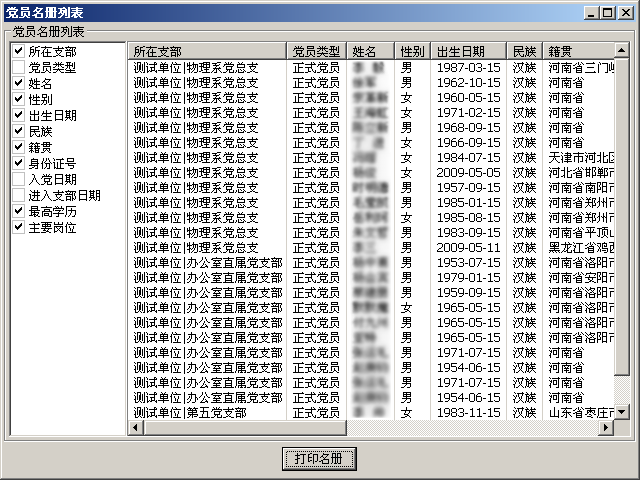 党员名册列表
党员名册列表
所在支部
党员类型
姓名
性别
出生日期
民族
籍贯
身份证号
入党日期
进入支部日期
最高学历
主要岗位
所在支部 党员类型 姓名 性别 出生日期 民族 籍贯
测试单位|物理系党总支 正式党员 男 1987-03-15 汉族 河南省三门
测试单位|物理系党总支 正式党员 男 1962-10-15 汉族 河南省
测试单位|物理系党总支 正式党员 女 1960-05-15 汉族 河南省
测试单位|物理系党总支 正式党员 女 1971-02-15 汉族 河南省
测试单位|物理系党总支 正式党员 男 1968-09-15 汉族 河南省
测试单位|物理系党总支 正式党员 女 1966-09-15 汉族 河南省
测试单位|物理系党总支 正式党员 女 1984-07-15 汉族 天津市河北区
测试单位|物理系党总支 正式党员 女 2009-05-05 汉族 河北省邯郸市
测试单位|物理系党总支 正式党员 男 1957-09-15 汉族 河南省南阳市
测试单位|物理系党总支 正式党员 男 1985-01-15 汉族 河南省郑州市
测试单位|物理系党总支 正式党员 女 1985-08-15 汉族 河南省郑州市
测试单位|物理系党总支 正式党员 男 1983-09-15 汉族 河南省平顶山
测试单位|物理系党总支 正式党员 男 2009-05-11 汉族 黑龙江省鸡西
测试单位|办公室直属党支部 正式党员 男 1953-07-15 汉族 河南省洛阳市
测试单位|办公室直属党支部 正式党员 男 1979-01-15 汉族 河南省安阳市
测试单位|办公室直属党支部 正式党员 男 1959-09-15 汉族 河南省洛阳市
测试单位|办公室直属党支部 正式党员 女 1965-05-15 汉族 河南省洛阳市
测试单位|办公室直属党支部 正式党员 男 1965-05-15 汉族 河南省洛阳市
测试单位|办公室直属党支部 正式党员 男 1965-05-15 汉族 河南省洛阳市
测试单位|办公室直属党支部 正式党员 男 1971-07-15 汉族 河南省
测试单位|办公室直属党支部 正式党员 男 1954-06-15 汉族 河南省
测试单位|办公室直属党支部 正式党员 男 1971-07-15 汉族 河南省
测试单位|办公室直属党支部 正式党员 男 1954-06-15 汉族 河南省
测试单位|第五党支部 正式党员 女 1983-11-15 汉族 山东省枣庄市
打印名册